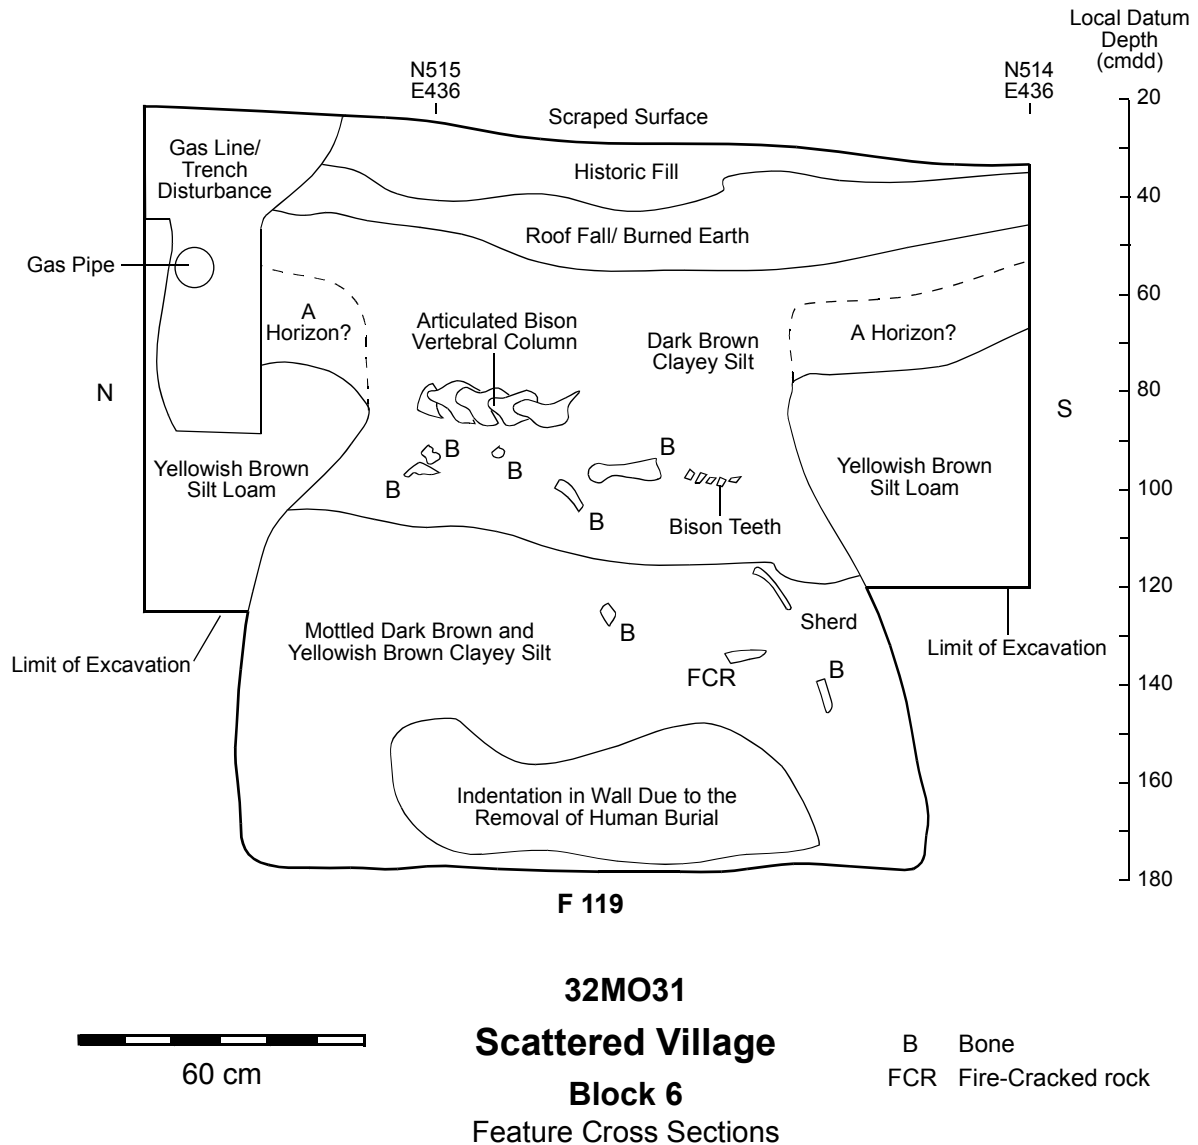 Local Datum
Depth
(cmdd)
N515
E436
N514
E436
20
Scraped Surface
Gas Line/
Trench
Disturbance
Historic Fill
40
Roof Fall/ Burned Earth
Gas Pipe
60
A
Horizon?
Articulated Bison
Vertebral Column
Dark Brown
Clayey Silt
A Horizon?
80
N
S
B
B
B
B
B
Yellowish Brown
Silt Loam
Yellowish Brown
Silt Loam
100
Bison Teeth
120
Sherd
Mottled Dark Brown and
Yellowish Brown Clayey Silt
B
Limit of Excavation
Limit of Excavation
FCR
B
140
160
Indentation in Wall Due to the
Removal of Human Burial
180
F 119
32MO31
Scattered Village
Block 6
Feature Cross Sections
60 cm
B Bone
FCR Fire-Cracked rock